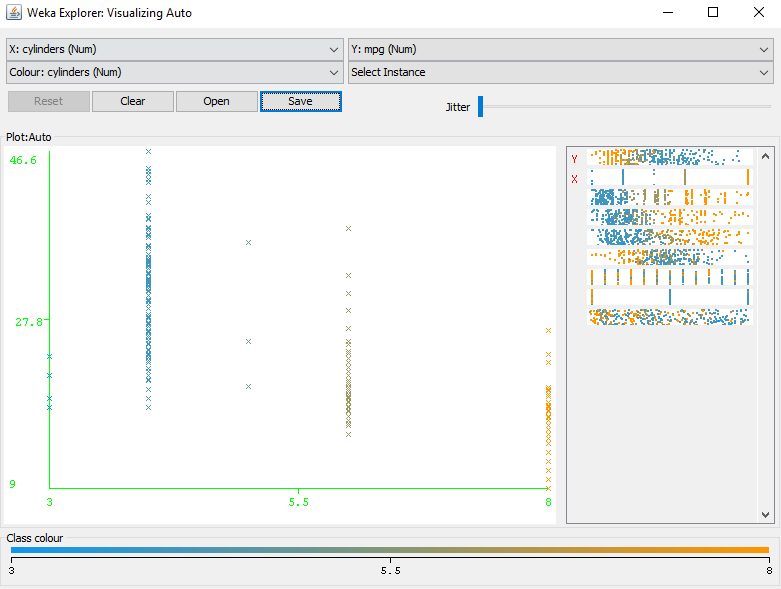 Weka Explorer: Visualizing Auto
X: cylinders (Num) Y: mpg (Num)
Colour: cylinders (Num) Select Instance
Reset Clear Open Save Jitter
Plot:Auto
46.6
27.8
9
3 5.5 8
Y
X
Class colour
3 5.5 8